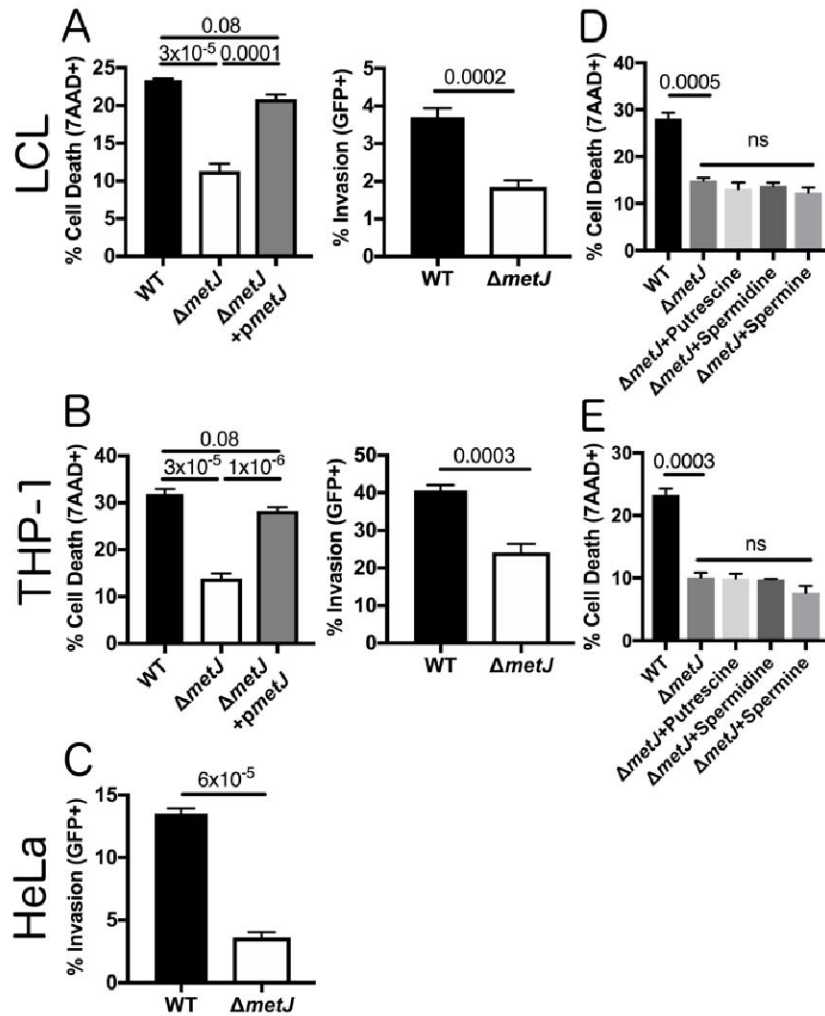 A
LCL
% Cell Death (7AAD+)
25
20
15
10
5
0
0.08
3x10-5
0.0001
WT
ΔmetJ
ΔmetJ
+pmetJ
% Invasion (GFP+)
5
4
3
2
1
0
0.0002
WT
ΔmetJ
D
% Cell Death (7AAD+)
40
30
20
10
0
0.0005
ns
WT
ΔmetJ
ΔmetJ+Putrescine
ΔmetJ+Spermidine
ΔmetJ+Spermine
B
THP-1
% Cell Death (7AAD+)
40
30
20
10
0
0.08
3x10-5
1x10-6
WT
ΔmetJ
ΔmetJ
+pmetJ
% Invasion (GFP+)
50
40
30
20
10
0
0.0003
WT
ΔmetJ
E
% Cell Death (7AAD+)
30
20
10
0
0.0003
ns
WT
ΔmetJ
ΔmetJ+Putrescine
ΔmetJ+Spermidine
ΔmetJ+Spermine
C
HeLa
% Invasion (GFP+)
15
10
5
0
6x10-5
WT
ΔmetJ